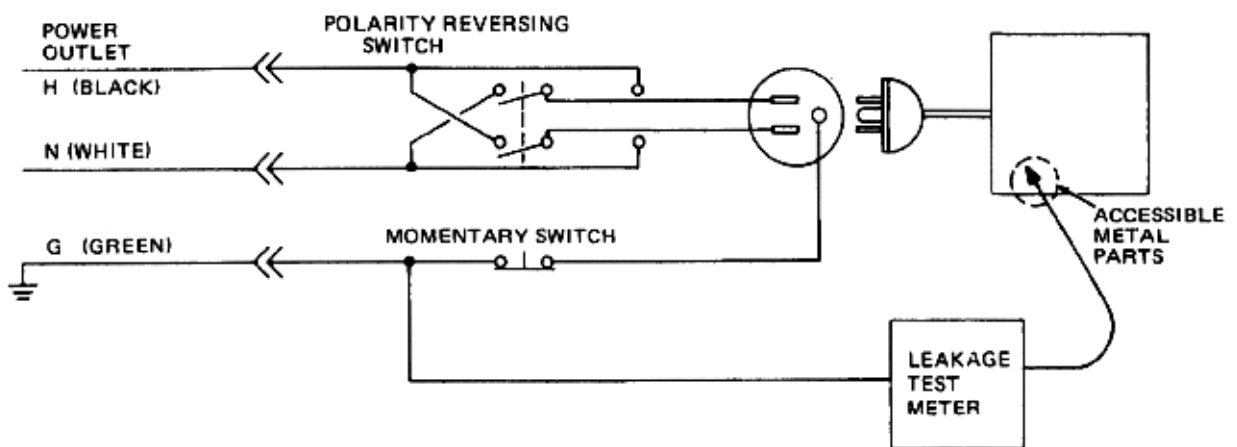 POWER
OUTLET
H (BLACK)
POLARITY REVERSING
SWITCH
N (WHITE)
G (GREEN)
MOMENTARY SWITCH
ACCESSIBLE
METAL
PARTS
LEAKAGE
TEST
METER